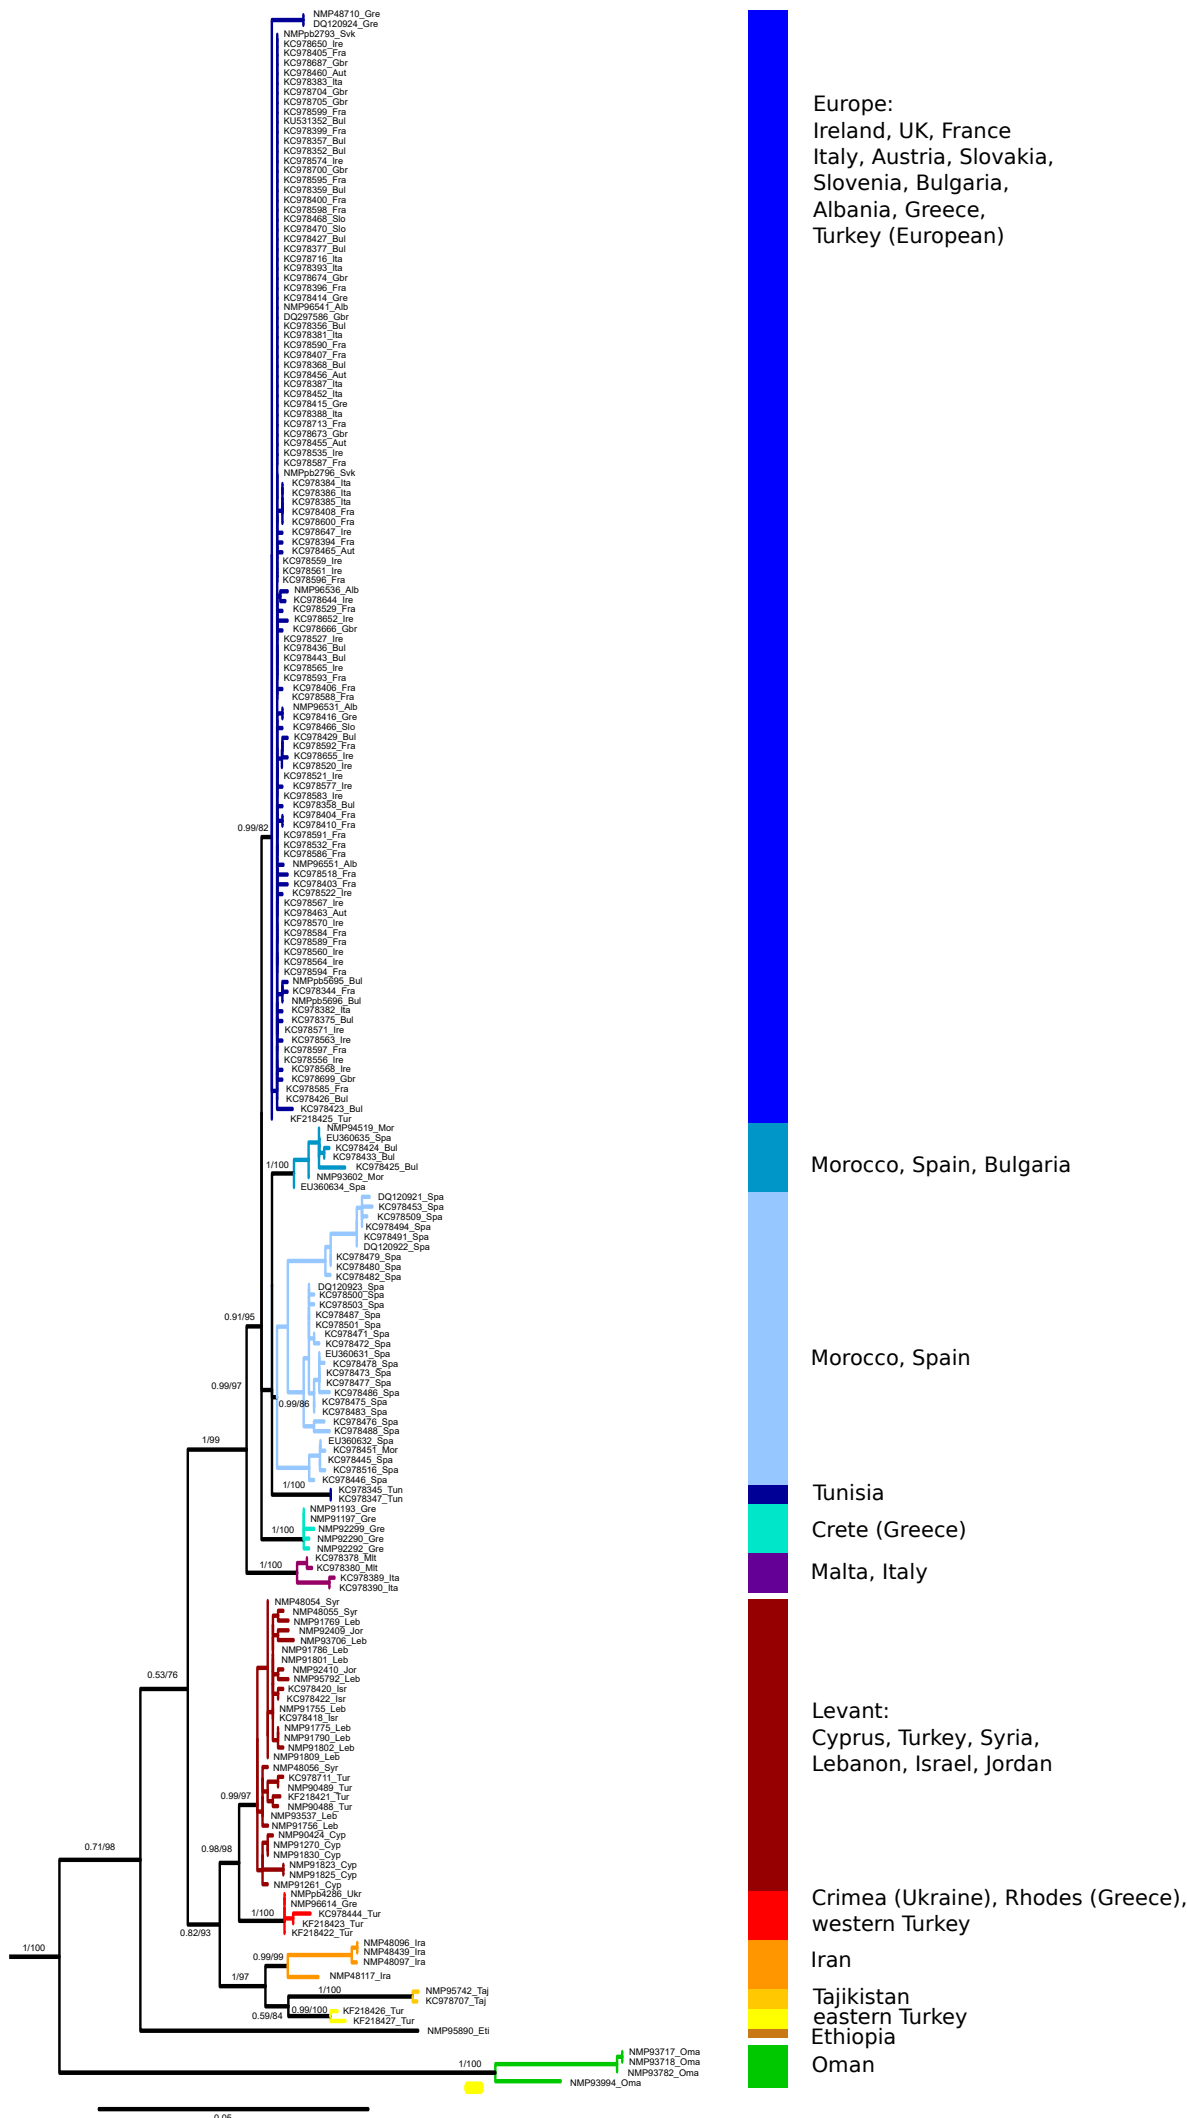 NMP48710_Gre
DQ120924_Gre
NMPpb2793_Svk
KC978650_Ire
KC978405_Fra
KC978687_Gbr
KC978460_Aut
KC978383_Ita
KC978704_Gbr
KC978705_Gbr
KC978599_Fra
KU531352_Bul
KC978399_Fra
KC978357_Bul
KC978352_Bul
KC978574_Ire
KC978700_Gbr
KC978595_Fra
KC978359_Bul
KC978400_Fra
KC978598_Fra
KC978468_Slo
KC978470_Slo
KC978427_Bul
KC978377_Bul
KC978716_Ita
KC978393_Ita
KC978674_Gbr
KC978396_Fra
KC978414_Gre
NMP96541_Alb
DQ297586_Gbr
KC978356_Bul
KC978381_Ita
KC978590_Fra
KC978407_Fra
KC978368_Bul
KC978456_Aut
KC978387_Ita
KC978452_Ita
KC978415_Gre
KC978388_Ita
KC978713_Fra
KC978673_Gbr
KC978455_Aut
KC978535_Ire
KC978587_Fra
NMPpb2796_Svk
KC978384_Ita
KC978386_Ita
KC978385_Ita
KC978408_Fra
KC978600_Fra
KC978647_Ire
KC978394_Fra
KC978465_Aut
KC978559_Ire
KC978561_Ire
KC978596_Fra
NMP96536_Alb
KC978644_Ire
KC978529_Fra
KC978652_Ire
KC978666_Gbr
KC978527_Ire
KC978436_Bul
KC978443_Bul
KC978565_Ire
KC978593_Fra
KC978406_Fra
KC978588_Fra
NMP96531_Alb
KC978416_Gre
KC978466_Slo
KC978429_Bul
KC978592_Fra
KC978655_Ire
KC978520_Ire
KC978521_Ire
KC978577_Ire
KC978583_Ire
KC978358_Bul
KC978404_Fra
KC978410_Fra
0.99/82
KC978591_Fra
KC978532_Fra
KC978586_Fra
NMP96551_Alb
KC978518_Fra
KC978403_Fra
KC978522_Ire
KC978567_Ire
KC978463_Aut
KC978570_Ire
KC978584_Fra
KC978589_Fra
KC978560_Ire
KC978564_Ire
KC978594_Fra
NMPpb5695_Bul
KC978344_Fra
NMPpb5696_Bul
KC978382_Ita
KC978375_Bul
KC978571_Ire
KC978563_Ire
KC978597_Fra
KC978556_Ire
KC978568_Ire
KC978699_Gbr
KC978585_Fra
KC978426_Bul
KC978423_Bul
KF218425_Tur
Europe:
Ireland, UK, France
Italy, Austria, Slovakia,
Slovenia, Bulgaria,
Albania, Greece,
Turkey (European)
NMP94519_Mor
EU360635_Spa
KC978424_Bul
KC978433_Bul
1/100
KC978425_Bul
NMP93602_Mor
EU360634_Spa
Morocco, Spain, Bulgaria
DQ120921_Spa
KC978453_Spa
KC978509_Spa
KC978494_Spa
KC978491_Spa
DQ120922_Spa
KC978479_Spa
KC978480_Spa
KC978482_Spa
DQ120923_Spa
KC978500_Spa
KC978503_Spa
KC978487_Spa
0.91/95
KC978501_Spa
KC978471_Spa
KC978472_Spa
EU360631_Spa
KC978478_Spa
KC978473_Spa
0.99/97
KC978477_Spa
KC978486_Spa
0.99/86
KC978475_Spa
KC978483_Spa
KC978476_Spa
KC978488_Spa
1/99
EU360632_Spa
KC978451_Mor
KC978445_Spa
KC978516_Spa
KC978446_Spa
Morocco, Spain
1/100
KC978345_Tun
KC978347_Tun
Tunisia
NMP91193_Gre
NMP91197_Gre
1/100
NMP92299_Gre
NMP92290_Gre
NMP92292_Gre
Crete (Greece)
KC978378_Mlt
1/100
KC978380_Mlt
KC978389_Ita
KC978390_Ita
Malta, Italy
NMP48054_Syr
NMP48055_Syr
NMP91769_Leb
NMP92409_Jor
NMP93706_Leb
NMP91786_Leb
NMP91801_Leb
NMP92410_Jor
0.53/76
NMP95792_Leb
KC978420_Isr
KC978422_Isr
NMP91755_Leb
KC978418_Isr
NMP91775_Leb
NMP91790_Leb
NMP91802_Leb
NMP91809_Leb
NMP48056_Syr
KC978711_Tur
NMP90489_Tur
0.99/97
KF218421_Tur
NMP90488_Tur
NMP93537_Leb
NMP91756_Leb
NMP90424_Cyp
0.71/98
0.98/98
NMP91270_Cyp
NMP91830_Cyp
NMP91823_Cyp
NMP91825_Cyp
NMP91261_Cyp
Levant:
Cyprus, Turkey, Syria,
Lebanon, Israel, Jordan
NMPpb4286_Ukr
NMP96614_Gre
1/100
KC978444_Tur
KF218423_Tur
0.82/93
KF218422_Tur
Crimea (Ukraine), Rhodes (Greece),
western Turkey
1/100
NMP48096_Ira
NMP48439_Ira
0.99/99
NMP48097_Ira
1/97
NMP48117_Ira
Iran
1/100
NMP95742_Taj
KC978707_Taj
Tajikistan
0.59/84
0.99/100
KF218426_Tur
KF218427_Tur
eastern Turkey
NMP95890_Eti
Ethiopia
NMP93717_Oma
1/100
NMP93718_Oma
NMP93782_Oma
NMP93994_Oma
Oman
0.05